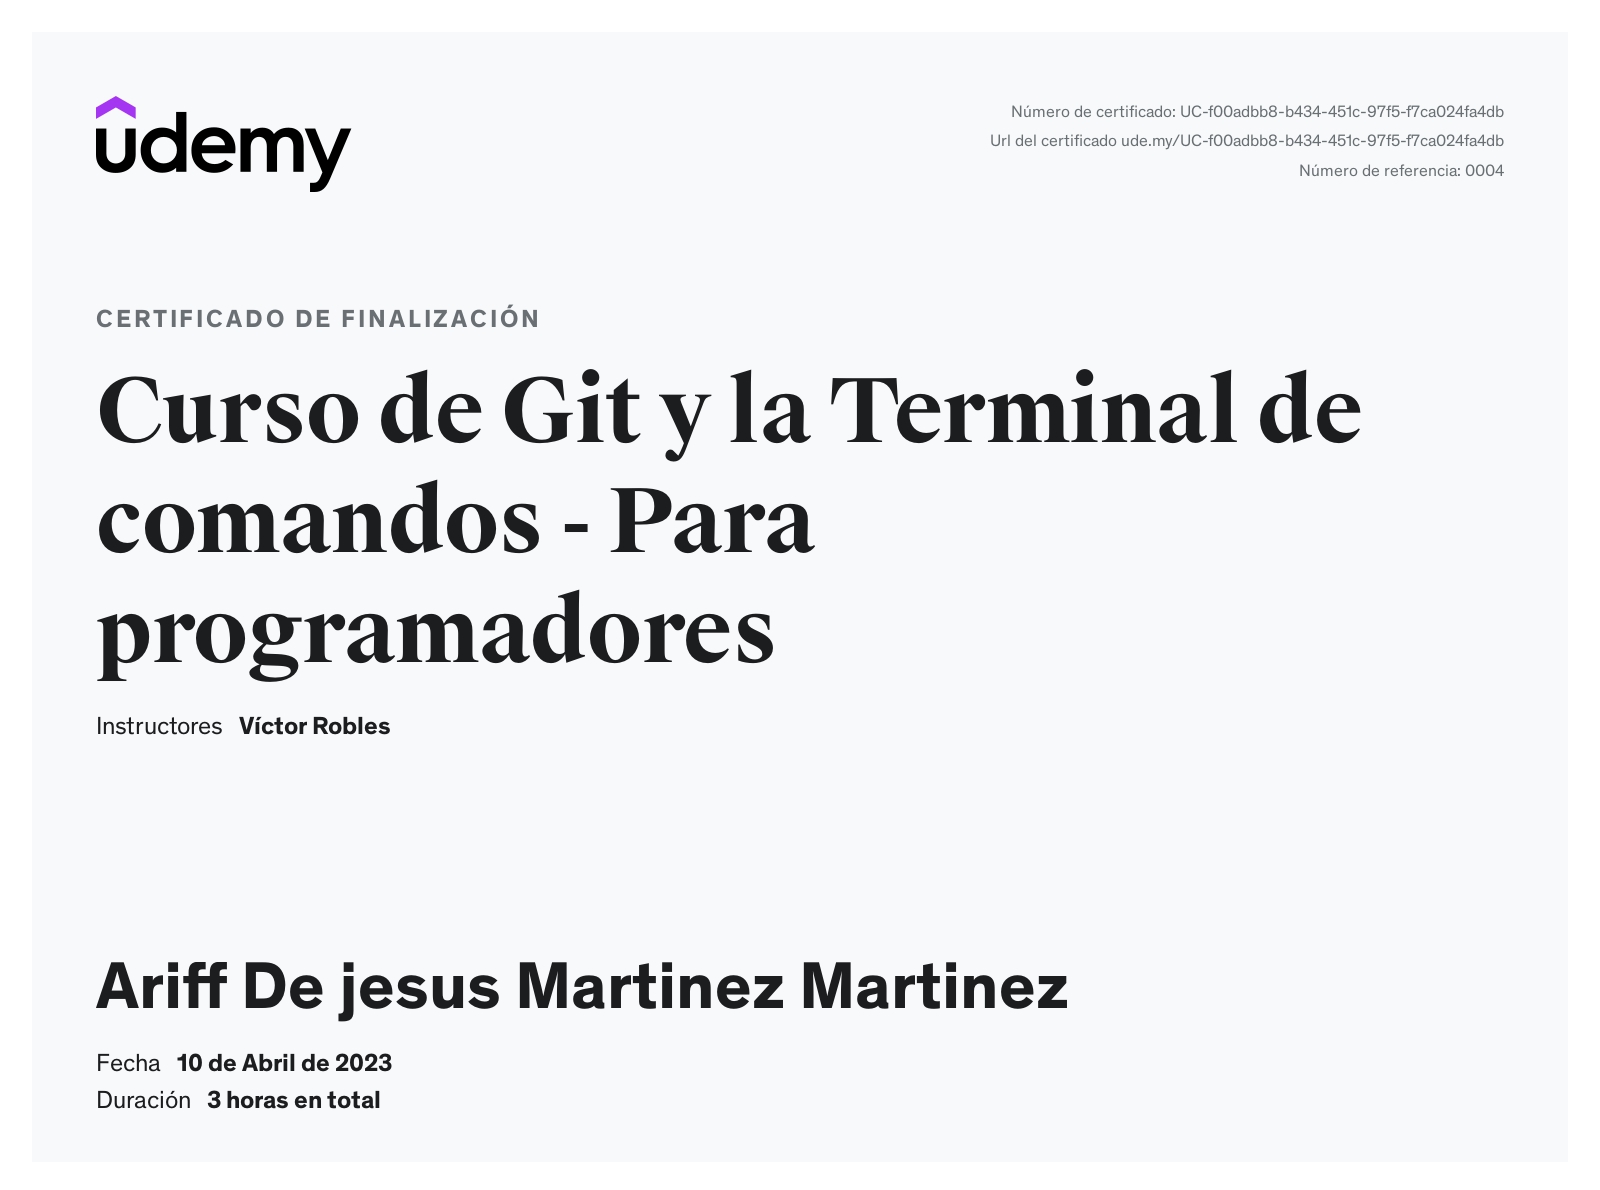 udemy
Número de certificado: UC-f00adbb8-b434-451c-97f5-f7ca024fa4db
Url del certificado ude.my/UC-f00adbb8-b434-451c-97f5-f7ca024fa4db
Número de referencia: 0004
CERTIFICADO DE FINALIZACIÓN
Curso de Git y la Terminal de
comandos - Para
programadores
Instructores Víctor Robles
Ariff De jesus Martinez Martinez
Fecha 10 de Abril de 2023
Duración 3 horas en total